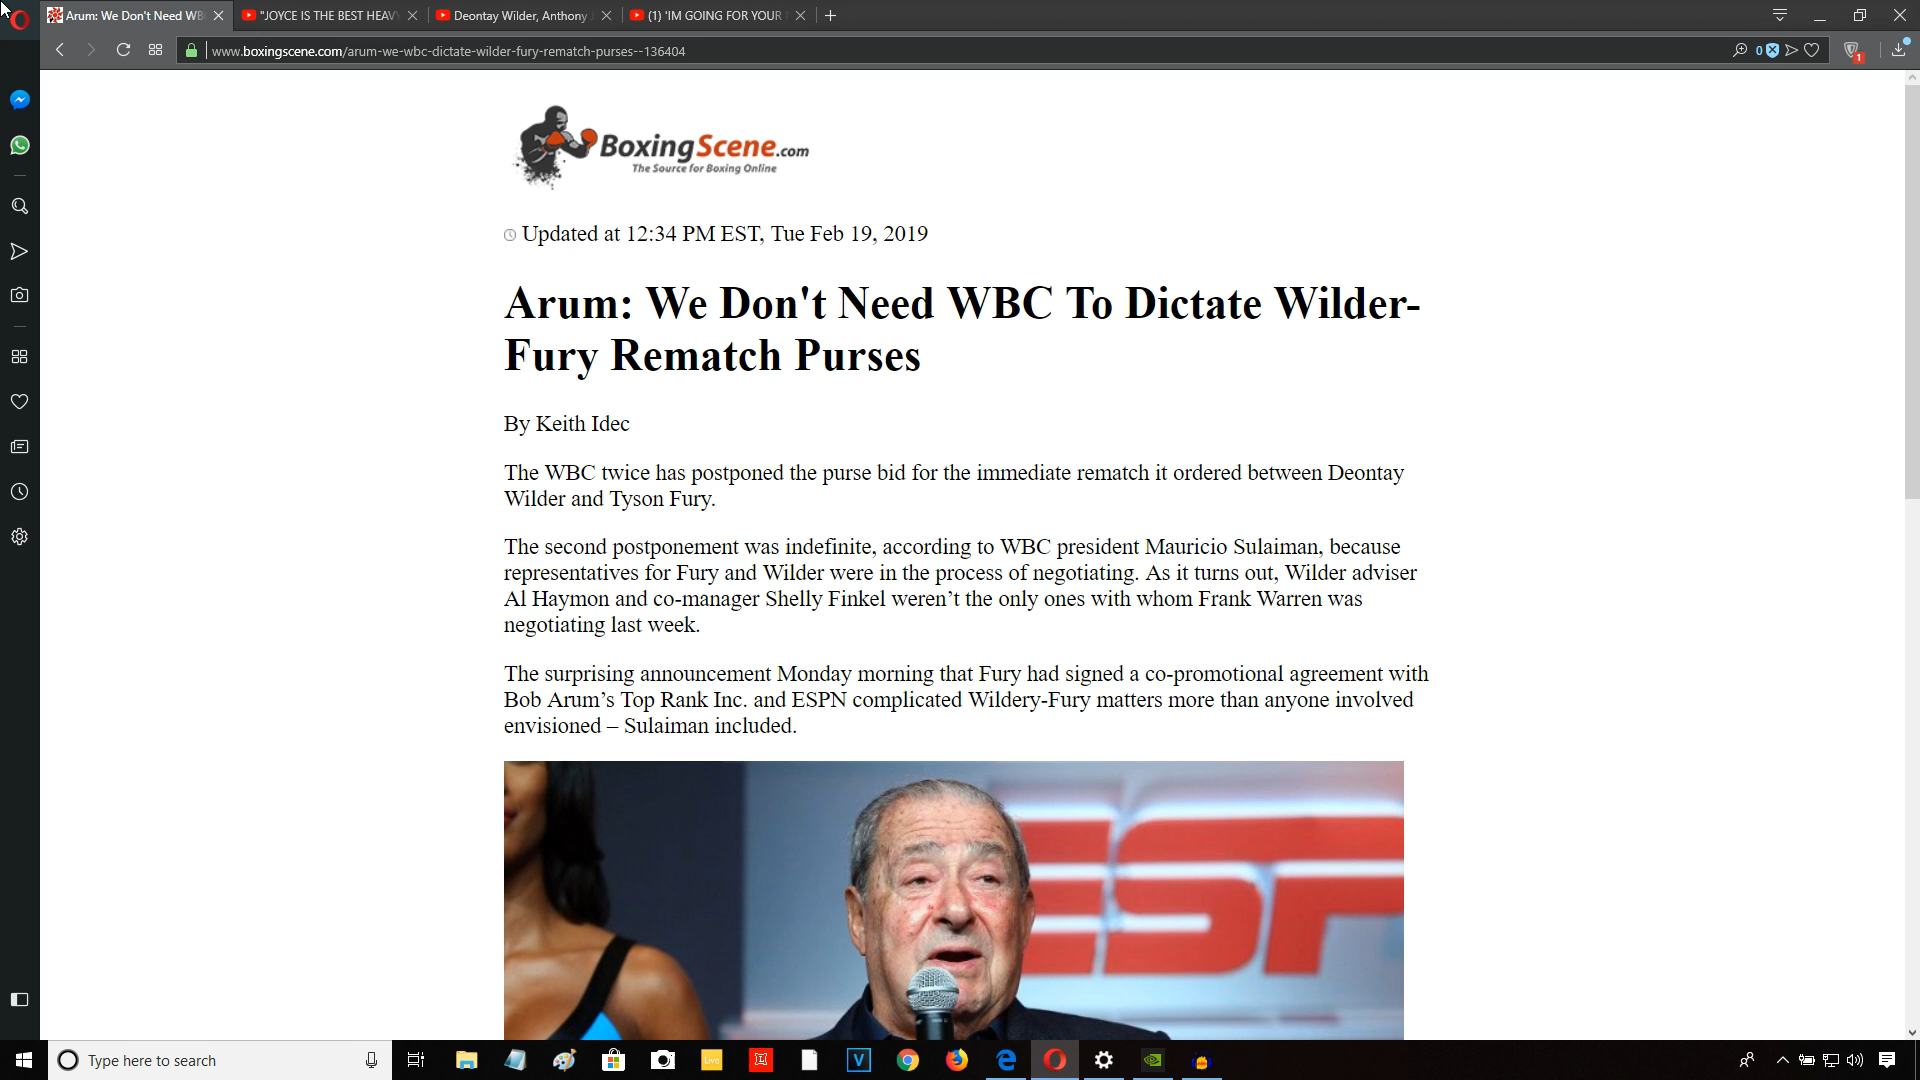 Arum: We Don't Need WB
"JOYCE IS THE BEST HEAV
Deontay Wilder, Anthony
(1) 'IM GOING FOR YOUR
www.boxingscene.com/arum-we-wbc-dictate-wilder-fury-rematch-purses--136404
0
1
BoxingScene.com
The Source for Boxing Online
Updated at 12:34 PM EST, Tue Feb 19, 2019
Arum: We Don't Need WBC To Dictate Wilder-
Fury Rematch Purses
By Keith Idec
The WBC twice has postponed the purse bid for the immediate rematch it ordered between Deontay
Wilder and Tyson Fury.
The second postponement was indefinite, according to WBC president Mauricio Sulaiman, because
representatives for Fury and Wilder were in the process of negotiating. As it turns out, Wilder adviser
Al Haymon and co-manager Shelly Finkel weren’t the only ones with whom Frank Warren was
negotiating last week.
The surprising announcement Monday morning that Fury had signed a co-promotional agreement with
Bob Arum’s Top Rank Inc. and ESPN complicated Wildery-Fury matters more than anyone involved
envisioned – Sulaiman included.
ESP
Type here to search
Live
V